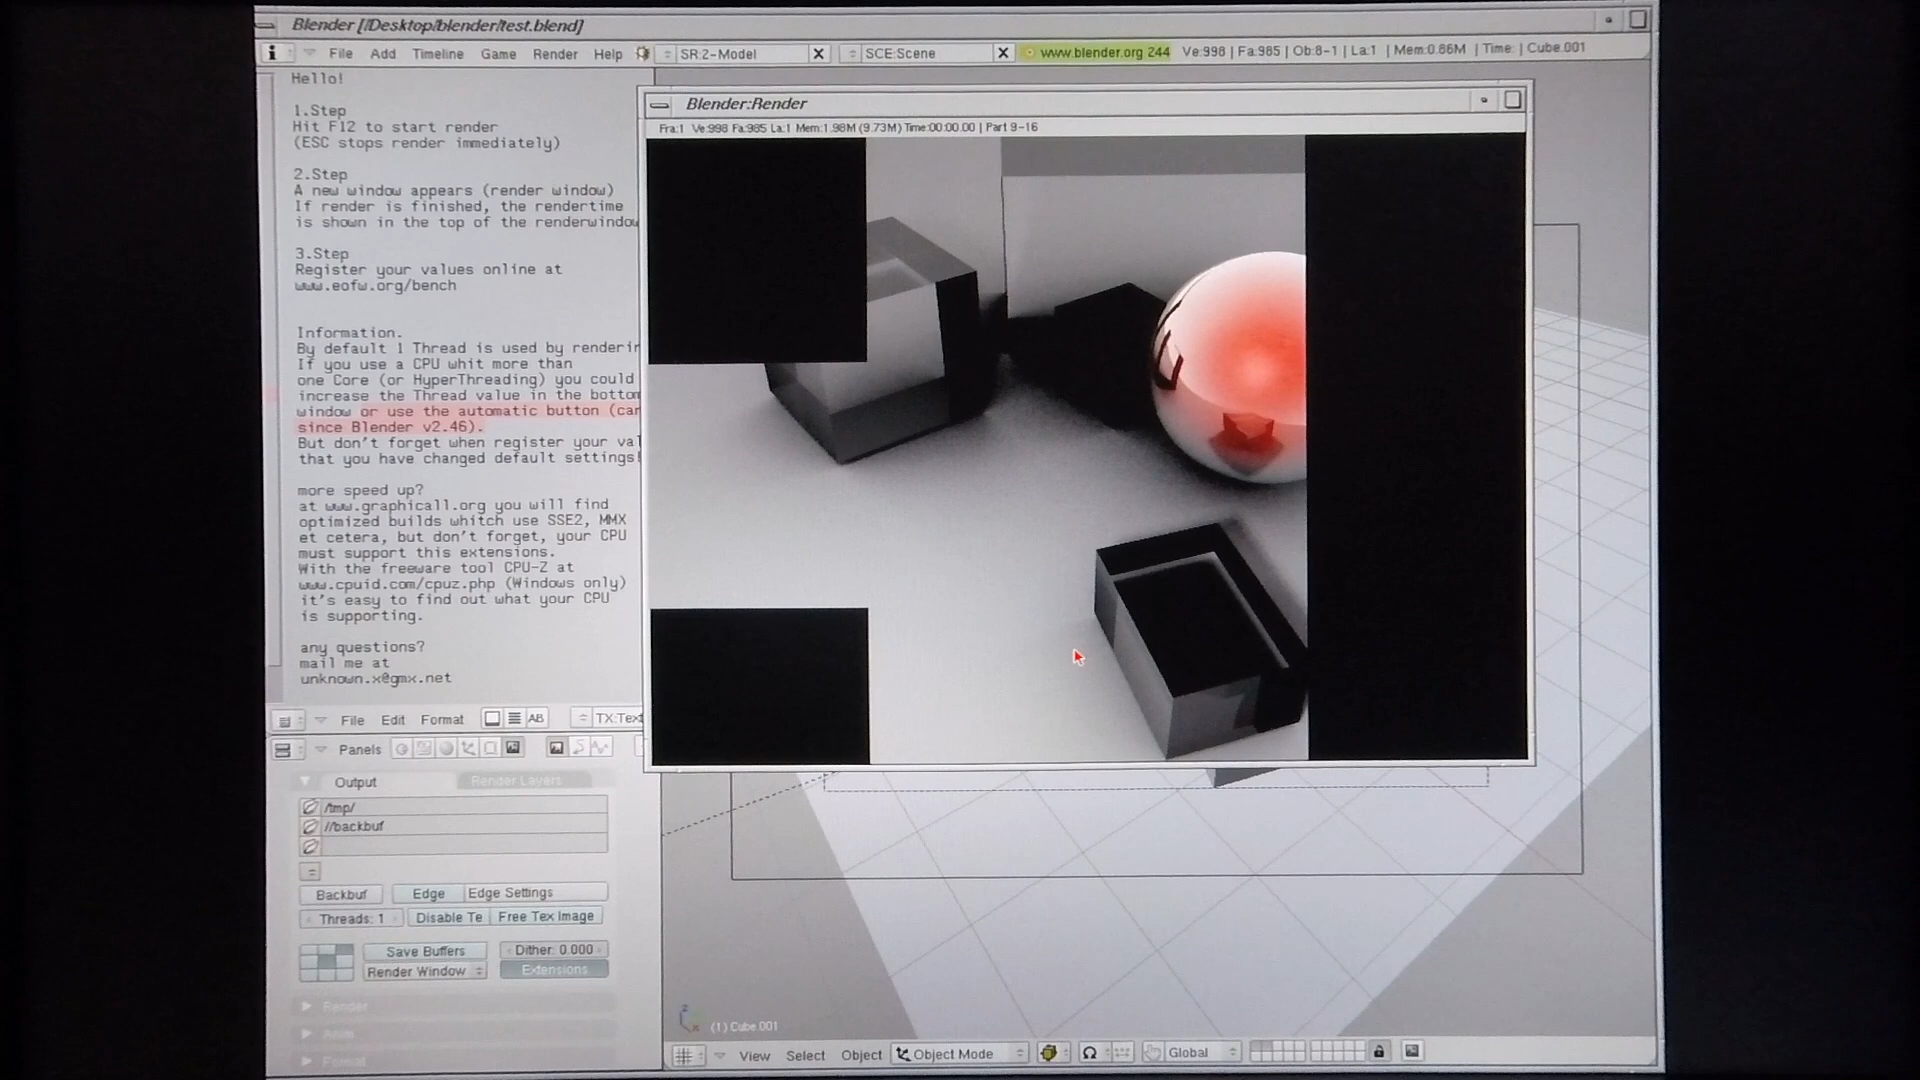 Blender [/Desktop/blender/test.blend]
File Add Timeline Game Render Help SR:2-Model X SCE:Scene X www.blender.org 244 Ve:998 | Fa:985 | Ob:8-1 | La:1 | Mem:0.86M | Time: | Cube.001
Hello!
1.Step
Hit F12 to start render
(ESC stops render immediately)
2.Step
A new window appears (render window)
If render is finished, the rendertime
is shown in the top of the renderwindow
3.Step
Register your values online at
www.eofw.org/bench
Information.
By default 1 Thread is used by renderin
If you use a CPU whit more than
one Core (or HyperThreading) you could
increase the Thread value in the bottom
window or use the automatic button (can
since Blender v2.46).
But don't forget when register your val
that you have changed default settings!
more speed up?
at www.graphicall.org you will find
optimized builds whitch use SSE2, MMX
et cetera, but don't forget, your CPU
must support this extensions.
With the freeware tool CPU-Z at
www.cpuid.com/cpuz.php (Windows only)
it's easy to find out what your CPU
is supporting.
any questions?
mail me at
unknown.x@gmx.net
Blender:Render
Fra:1 Ve:998 Fa:985 La:1 Mem:1.98M (9.73M) Time:00:00.00 | Part 9-16
File Edit Format AB TX:Text
Panels
Output Render Layers
/tmp/
//backbuf
Backbuf Edge Edge Settings
Threads: 1 Disable Te Free Tex Image
Save Buffers Dither: 0.000
Render Window Extensions
Render
Anim
Format
(1) Cube.001
View Select Object Object Mode Global